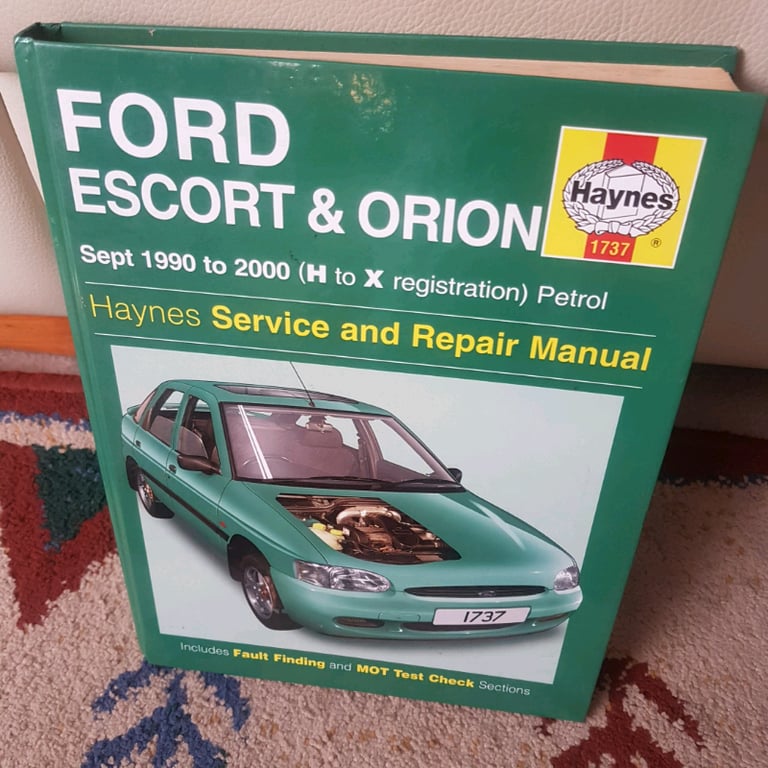 FORD
ESCORT & ORION
Haynes
1737
®
Sept 1990 to 2000 (H to X registration) Petrol
Haynes Service and Repair Manual
1737
Includes Fault Finding and MOT Test Check Sections